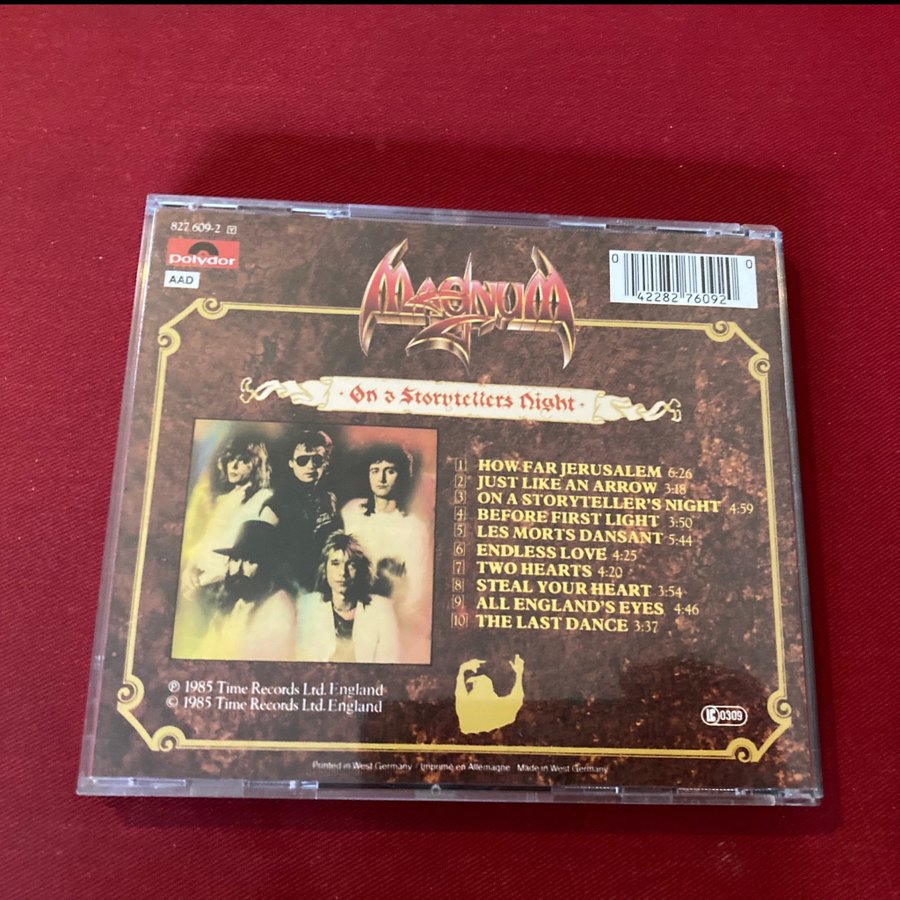 827 609-2 Y
polydor
AAD
MAGNUM
0 42282 76092 0
· On a Storytellers Night ·
1 HOW FAR JERUSALEM 6:26
2 JUST LIKE AN ARROW 3:18
3 ON A STORYTELLER'S NIGHT 4:59
4 BEFORE FIRST LIGHT 3:50
5 LES MORTS DANSANT 5:44
6 ENDLESS LOVE 4:25
7 TWO HEARTS 4:20
8 STEAL YOUR HEART 3:54
9 ALL ENGLAND'S EYES 4:46
10 THE LAST DANCE 3:37
℗ 1985 Time Records Ltd. England
© 1985 Time Records Ltd. England
LC 0309
Printed in West Germany / Imprimé en Allemagne Made in West Germany